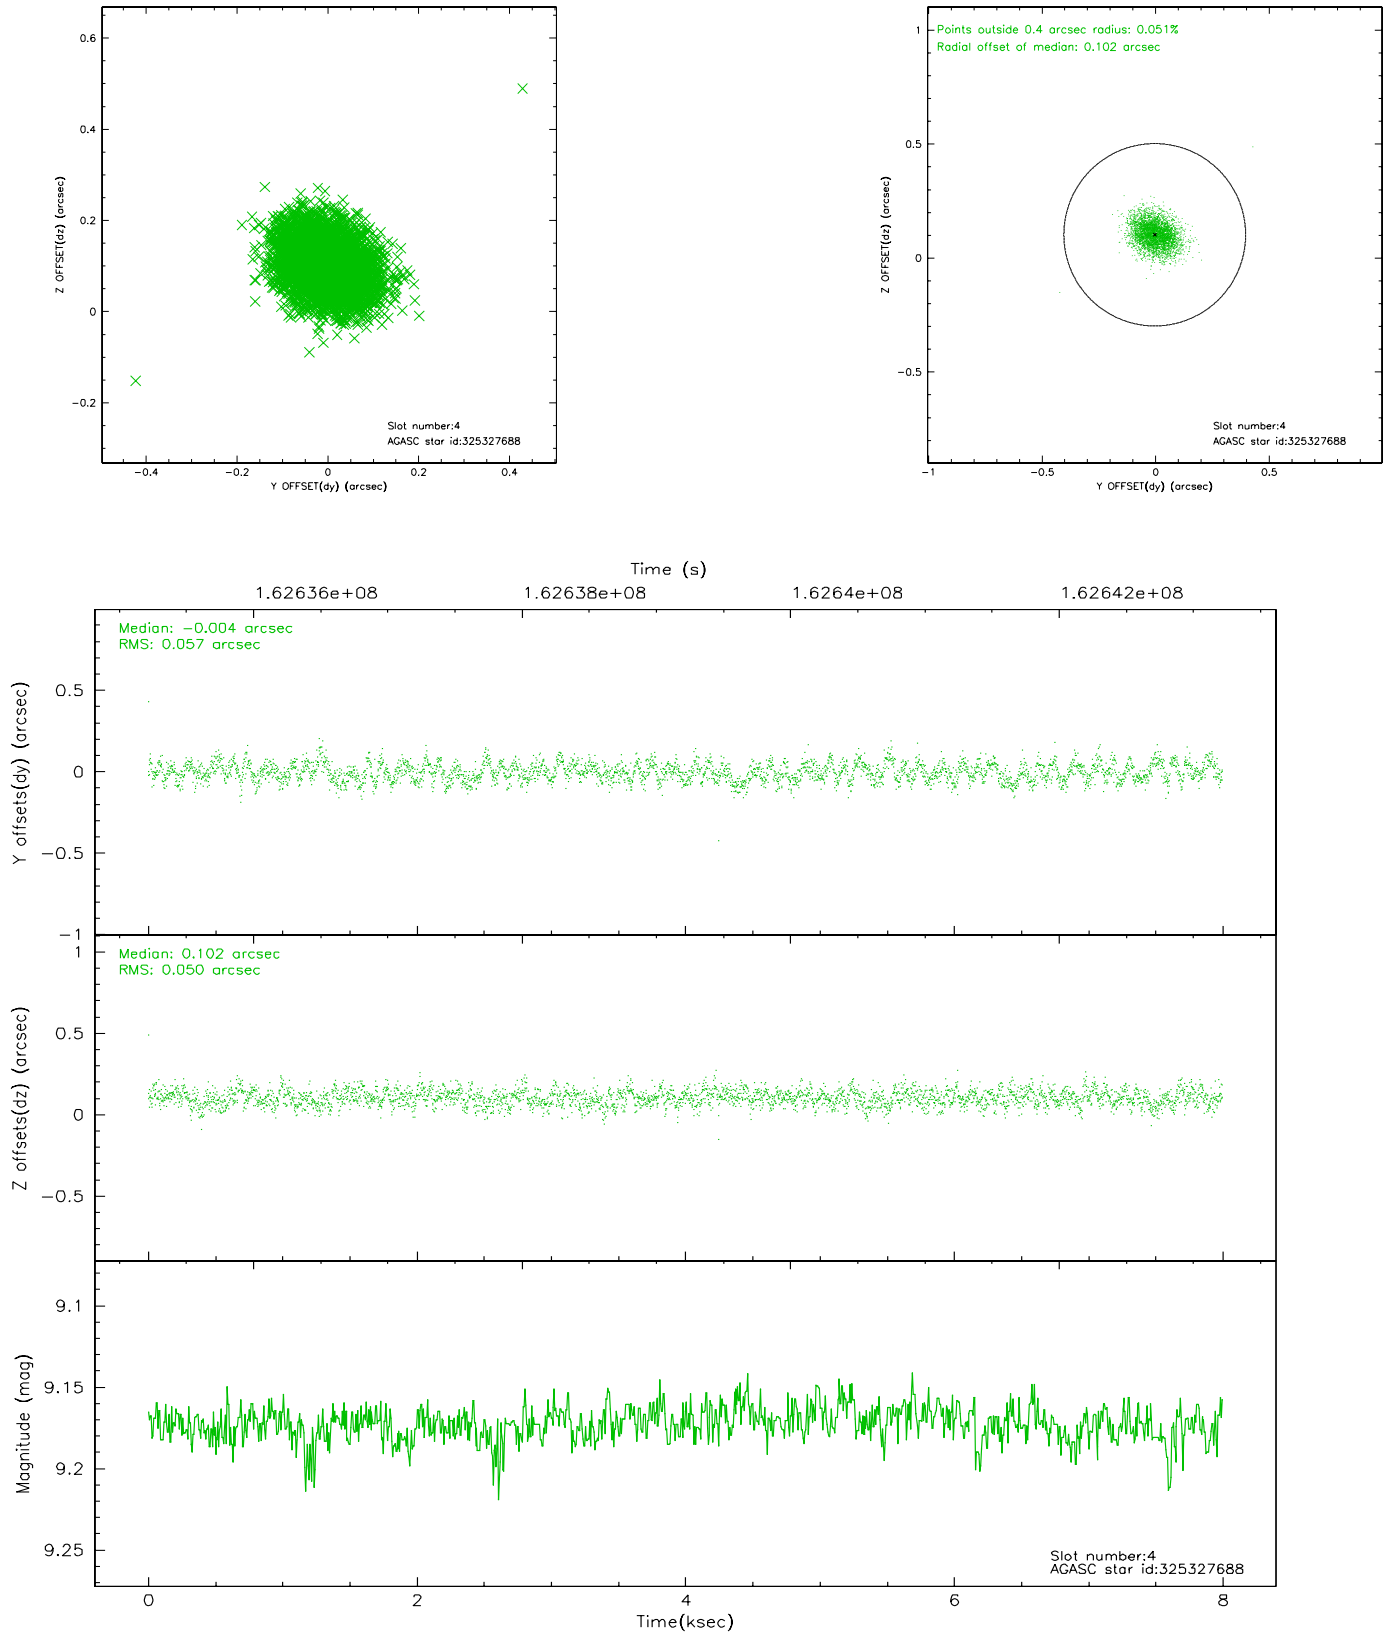 0.6
0.4
0.2
0
−0.2
Z OFFSET(dz) (arcsec)
Slot number:4
AGASC star id:325327688
−0.4 −0.2 0 0.2 0.4
Y OFFSET(dy) (arcsec)
Points outside 0.4 arcsec radius: 0.051%
Radial offset of median: 0.102 arcsec
1
0.5
0
−0.5
Z OFFSET(dz) (arcsec)
Slot number:4
AGASC star id:325327688
−1 −0.5 0 0.5
Y OFFSET(dy) (arcsec)
Time (s)
1.62636e+08 1.62638e+08 1.6264e+08 1.62642e+08
Median: −0.004 arcsec
RMS: 0.057 arcsec
0.5
0
−0.5
−1
Y offsets(dy) (arcsec)
Median: 0.102 arcsec
RMS: 0.050 arcsec
1
0.5
0
−0.5
Z offsets(dz) (arcsec)
9.1
9.15
9.2
9.25
Magnitude (mag)
Slot number:4
AGASC star id:325327688
0 2 4 6 8
Time(ksec)